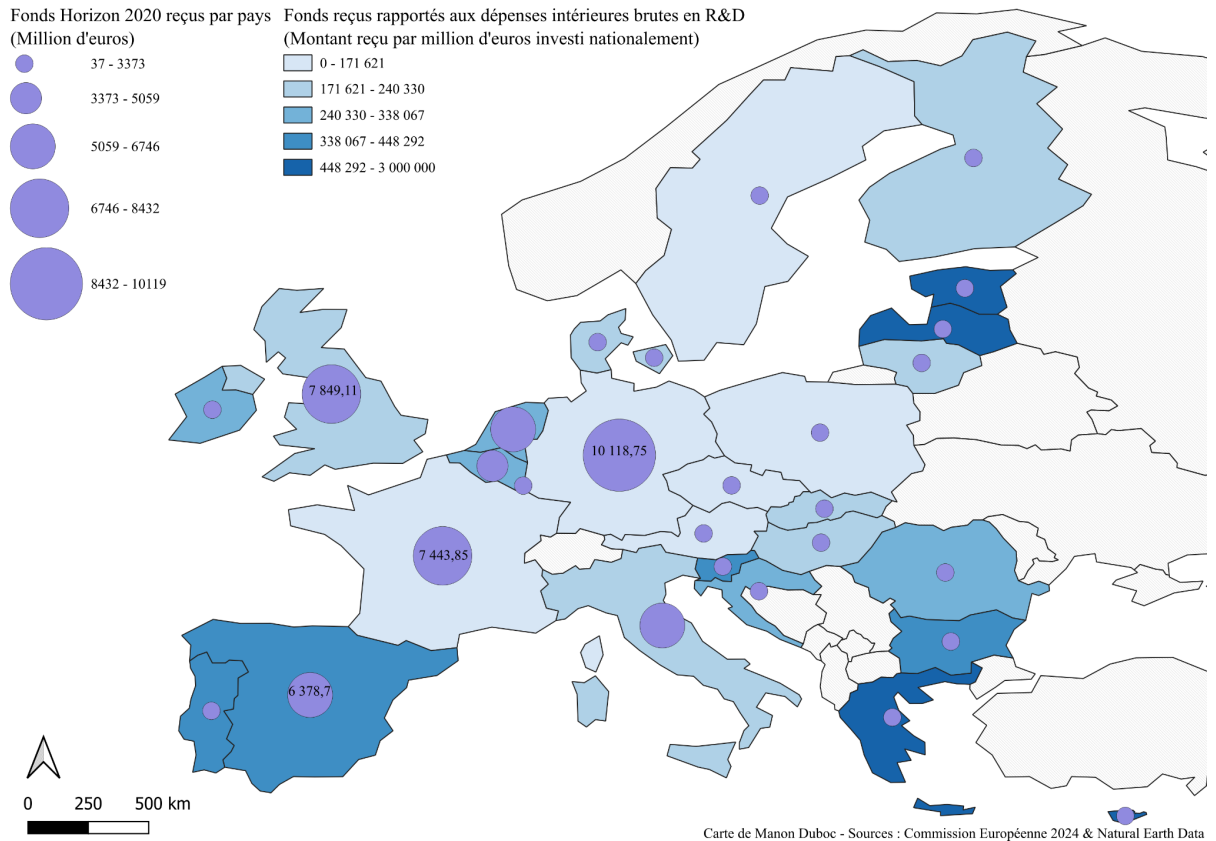 Fonds Horizon 2020 reçus par pays
(Million d'euros)
37 - 3373
3373 - 5059
5059 - 6746
6746 - 8432
8432 - 10119
Fonds reçus rapportés aux dépenses intérieures brutes en R&D
(Montant reçu par million d'euros investi nationalement)
0 - 171 621
171 621 - 240 330
240 330 - 338 067
338 067 - 448 292
448 292 - 3 000 000
7 849,11
10 118,75
7 443,85
6 378,7
0 250 500 km
Carte de Manon Duboc - Sources : Commission Européenne 2024 & Natural Earth Data